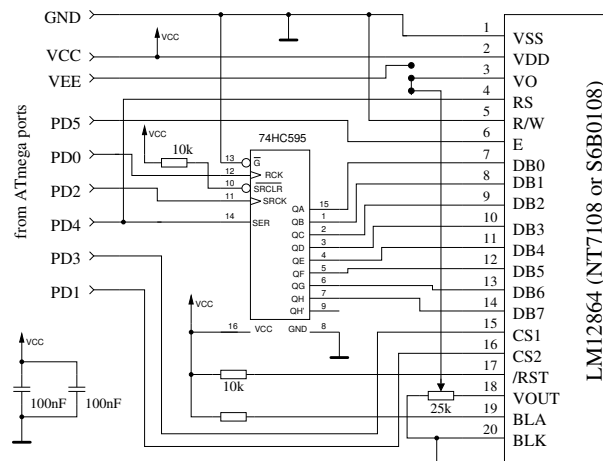 GND
VCC
VCC
VEE
PD5
PD0
PD2
PD4
PD3
PD1
from ATmega ports
VCC
10k
74HC595
13
G
12
RCK
10
SRCLR
11
SRCK
14
SER
QA
15
QB
1
QC
2
QD
3
QE
4
QF
5
QG
6
QH
7
QH'
9
16
VCC
GND
8
VCC
10k
VCC
100nF
100nF
25k
1
VSS
2
VDD
3
VO
4
RS
5
R/W
6
E
7
DB0
8
DB1
9
DB2
10
DB3
11
DB4
12
DB5
13
DB6
14
DB7
15
CS1
16
CS2
17
/RST
18
VOUT
19
BLA
20
BLK
LM12864 (NT7108 or S6B0108)